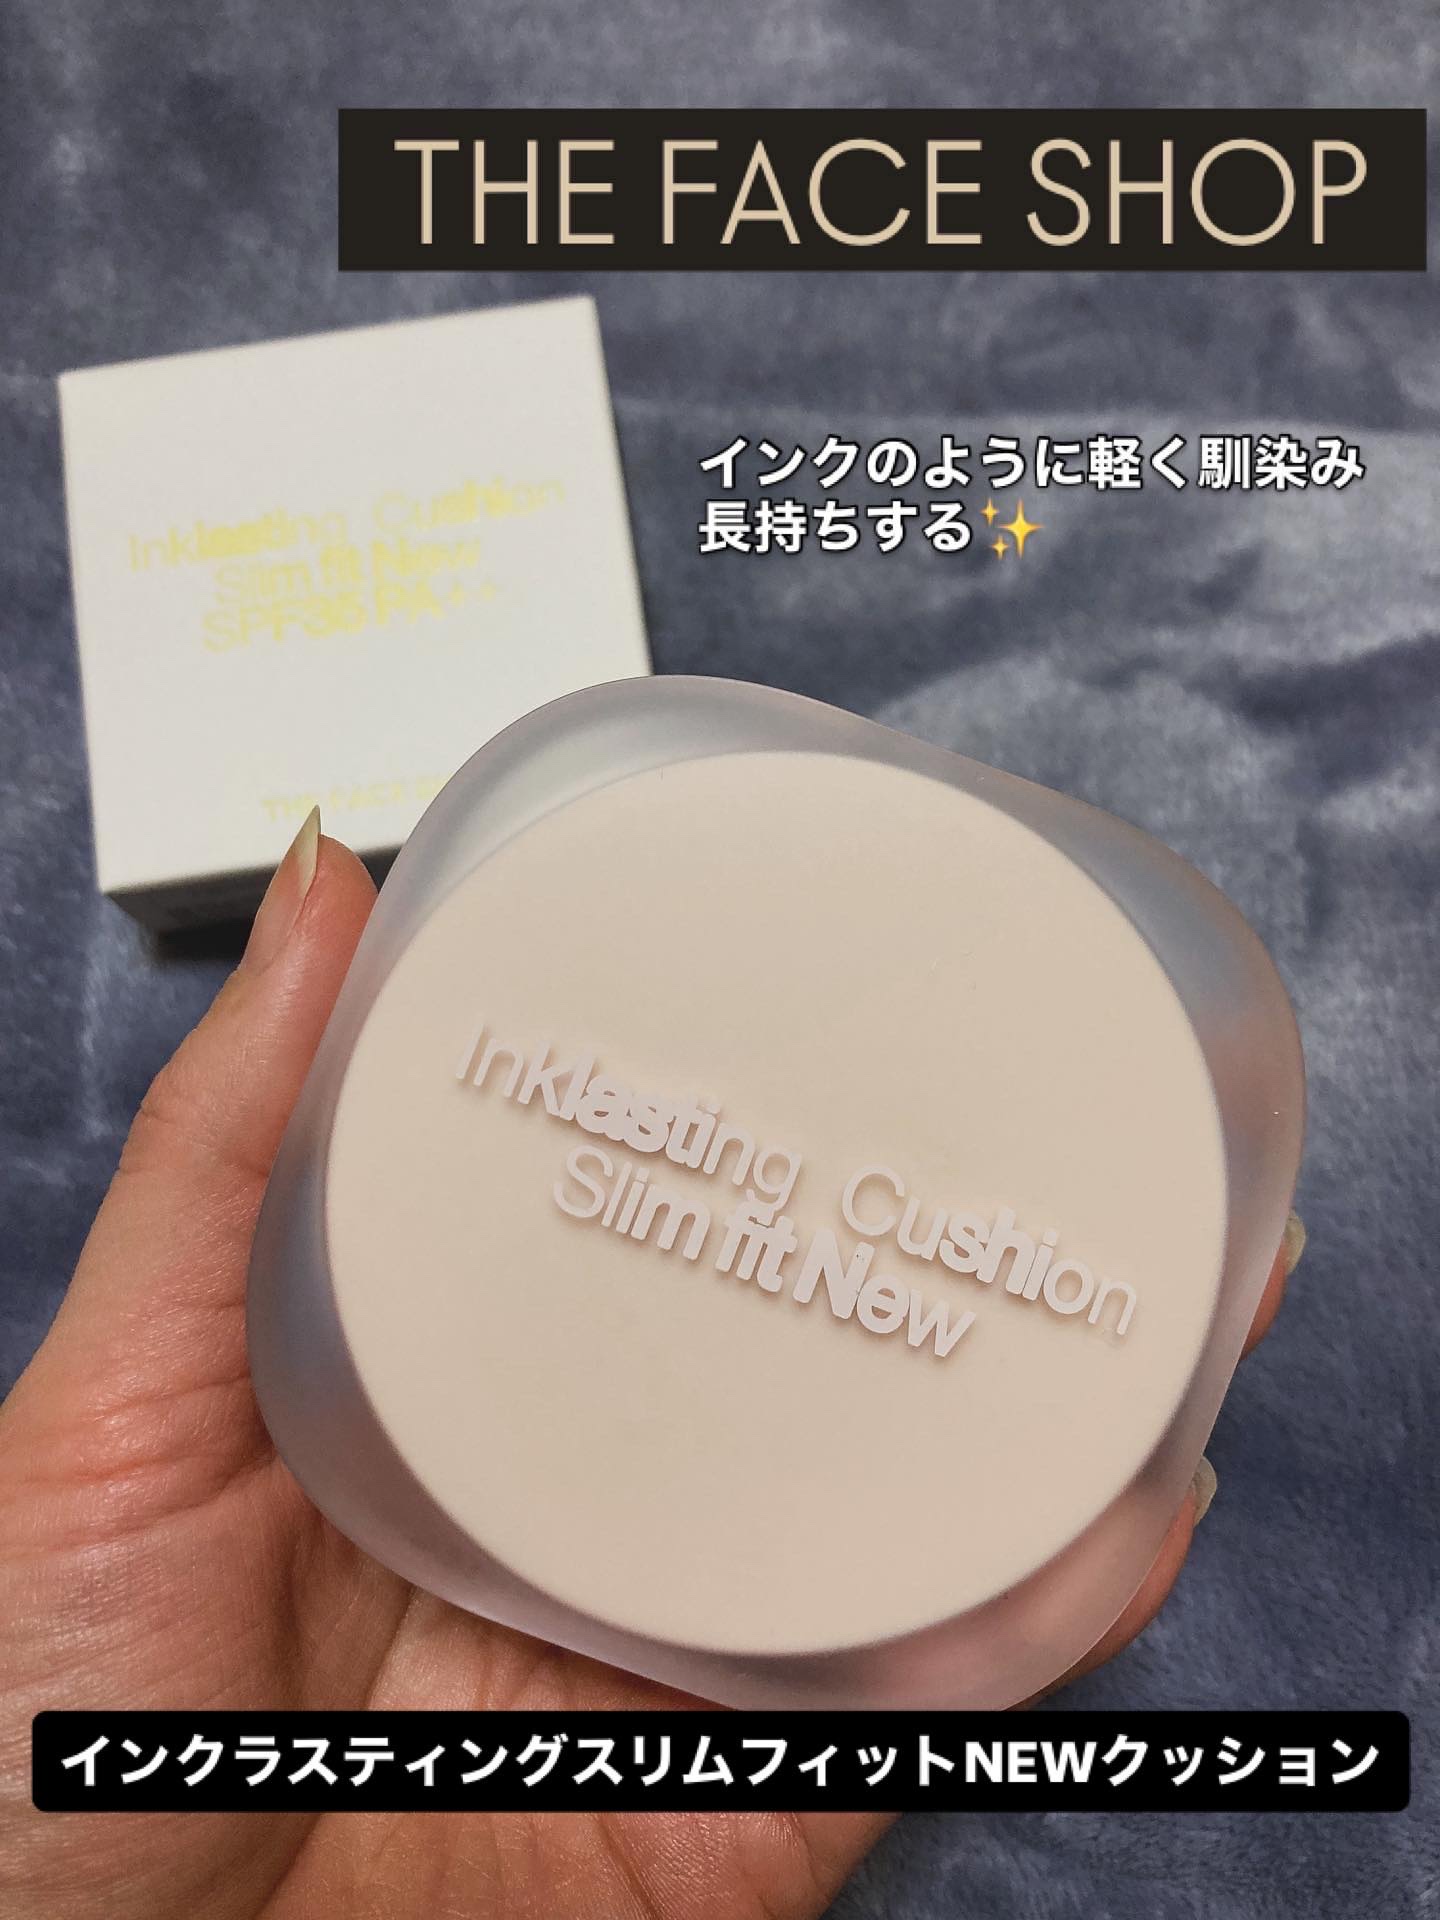 THE FACE SHOP
インクのように軽く馴染み
長持ちする✨
Inklasting Cushion
Slim fit New
SPF35 PA++
THE FACE
Inklasting Cushion
Slim fit New
インクラスティングスリムフィットNEWクッション